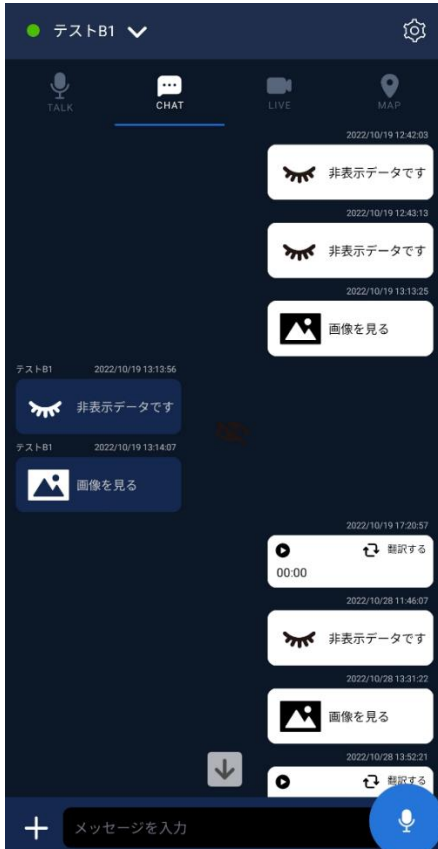 テストB1
TALK
CHAT
LIVE
MAP
2022/10/19 12:42:03
非表示データです
2022/10/19 12:43:13
非表示データです
2022/10/19 13:13:25
画像を見る
テストB1 2022/10/19 13:13:56
非表示データです
テストB1 2022/10/19 13:14:07
画像を見る
2022/10/19 17:20:57
翻訳する
00:00
2022/10/28 11:46:07
非表示データです
2022/10/28 13:31:22
画像を見る
2022/10/28 13:52:21
翻訳する
メッセージを入力